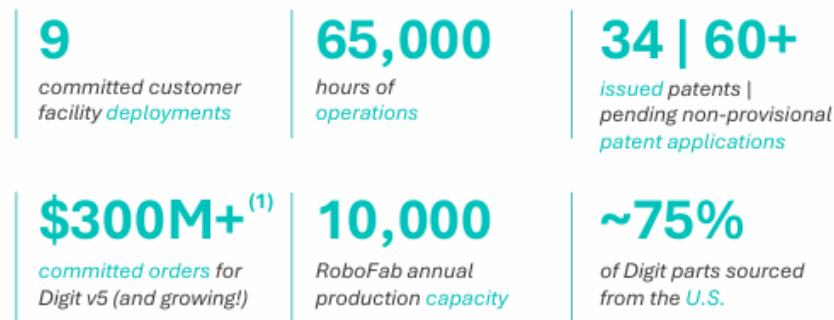 9
committed customer
facility deployments
65,000
hours of
operations
34 | 60+
issued patents |
pending non-provisional
patent applications
$300M+(1)
committed orders for
Digit v5 (and growing!)
10,000
RoboFab annual
production capacity
~75%
of Digit parts sourced
from the U.S.